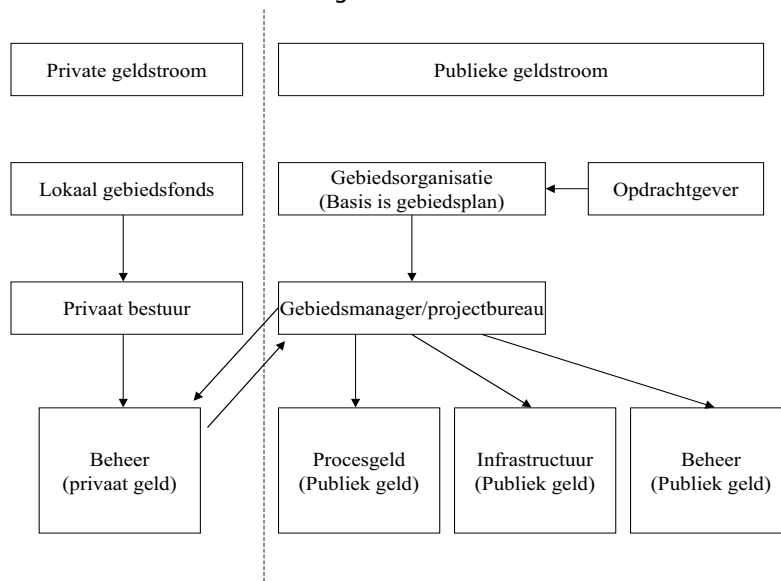 Private geldstroom
Publieke geldstroom
Lokaal gebiedsfonds
Gebiedsorganisatie
(Basis is gebiedsplan)
Opdrachtgever
Privaat bestuur
Gebiedsmanager/projectbureau
Beheer
(privaat geld)
Procesgeld
(Publiek geld)
Infrastructuur
(Publiek geld)
Beheer
(Publiek geld)